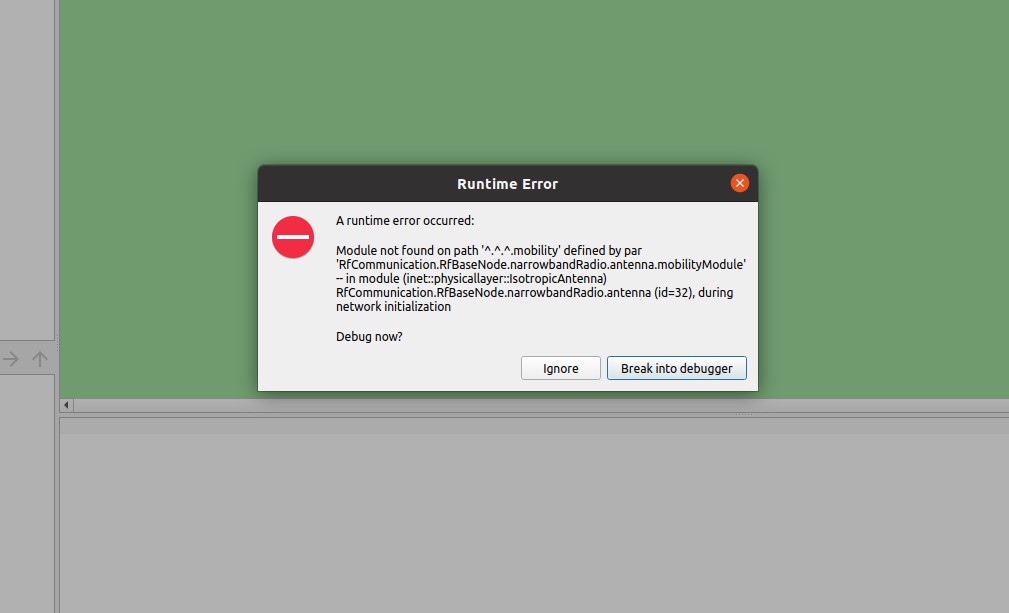 Runtime Error
A runtime error occurred:
Module not found on path '^.^.^.mobility' defined by par
'RfCommunication.RfBaseNode.narrowbandRadio.antenna.mobilityModule'
-- in module (inet::physicallayer::IsotropicAntenna)
RfCommunication.RfBaseNode.narrowbandRadio.antenna (id=32), during
network initialization
Debug now?
Ignore
Break into debugger